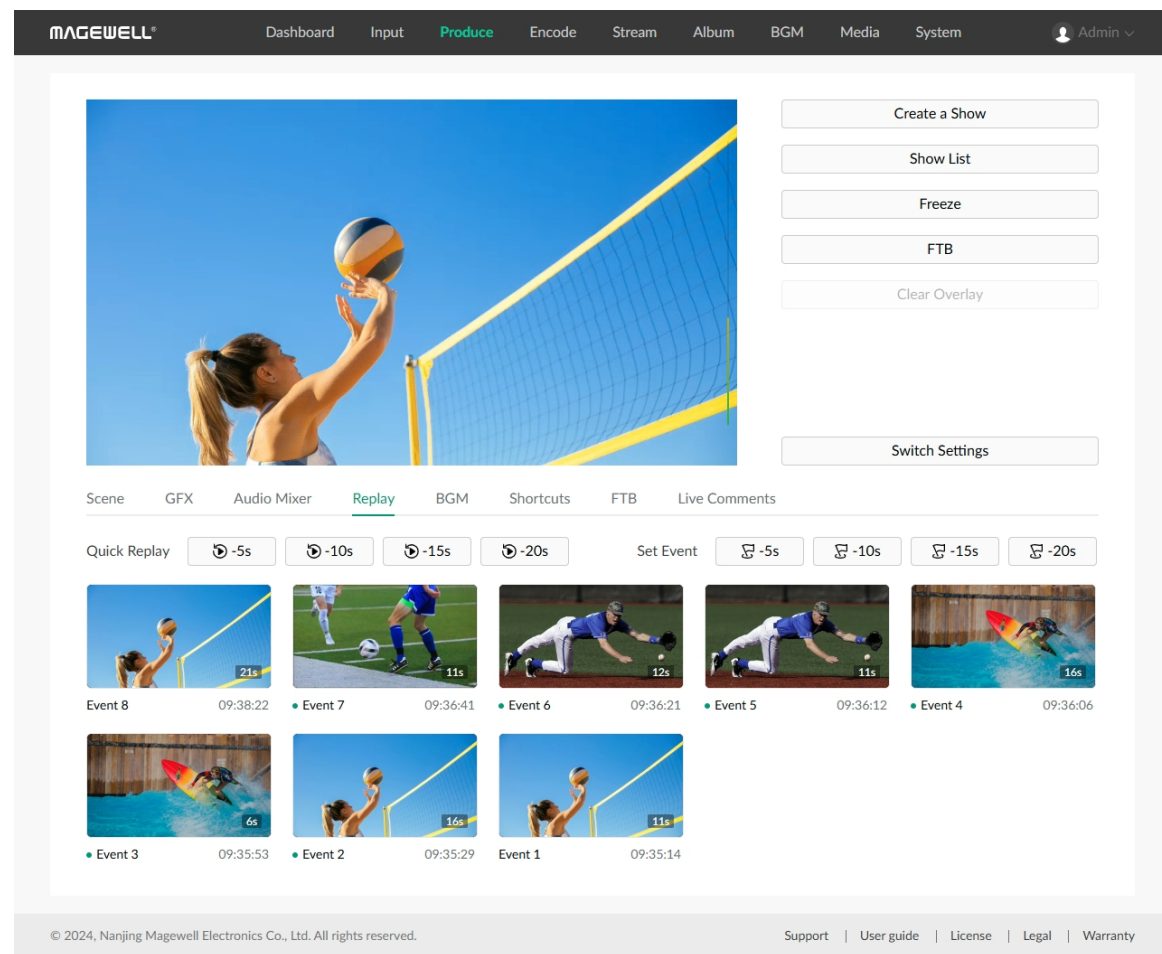 MAGEWELL® Dashboard Input Produce Encode Stream Album BGM Media System Admin
Create a Show
Show List
Freeze
FTB
Clear Overlay
Switch Settings
Scene GFX Audio Mixer Replay BGM Shortcuts FTB Live Comments
Quick Replay -5s -10s -15s -20s Set Event -5s -10s -15s -20s
21s 11s 12s 11s 16s
Event 8 09:38:22 • Event 7 09:36:41 • Event 6 09:36:21 • Event 5 09:36:12 • Event 4 09:36:06
6s 16s 11s
• Event 3 09:35:53 • Event 2 09:35:29 Event 1 09:35:14
© 2024, Nanjing Magewell Electronics Co., Ltd. All rights reserved. Support | User guide | License | Legal | Warranty